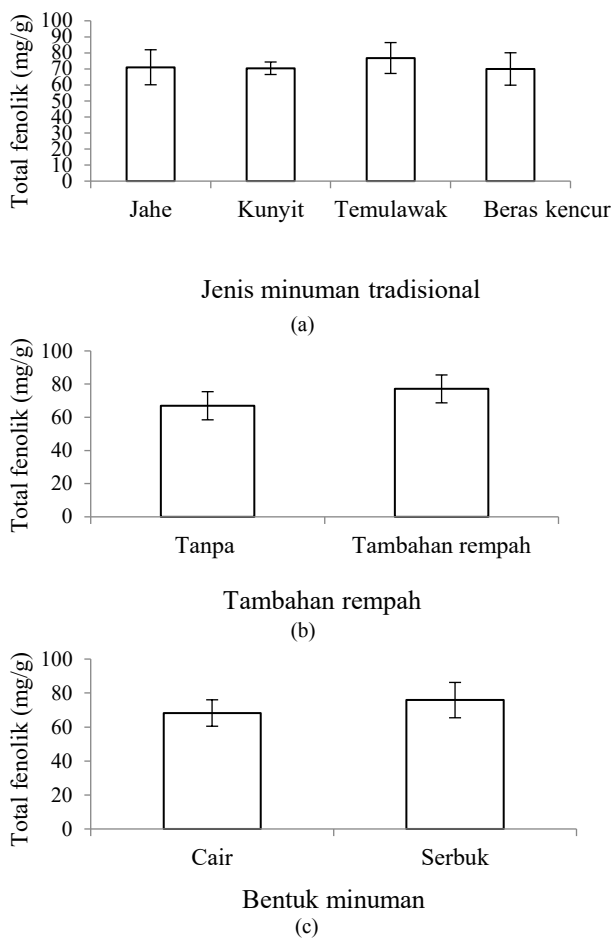 Total fenolik (mg/g)
100
90
80
70
60
50
40
30
20
10
0
Jahe Kunyit Temulawak Beras kencur
Jenis minuman tradisional
(a)
Total fenolik (mg/g)
100
80
60
40
20
0
Tanpa Tambahan rempah
Tambahan rempah
(b)
Total fenolik (mg/g)
100
80
60
40
20
0
Cair Serbuk
Bentuk minuman
(c)